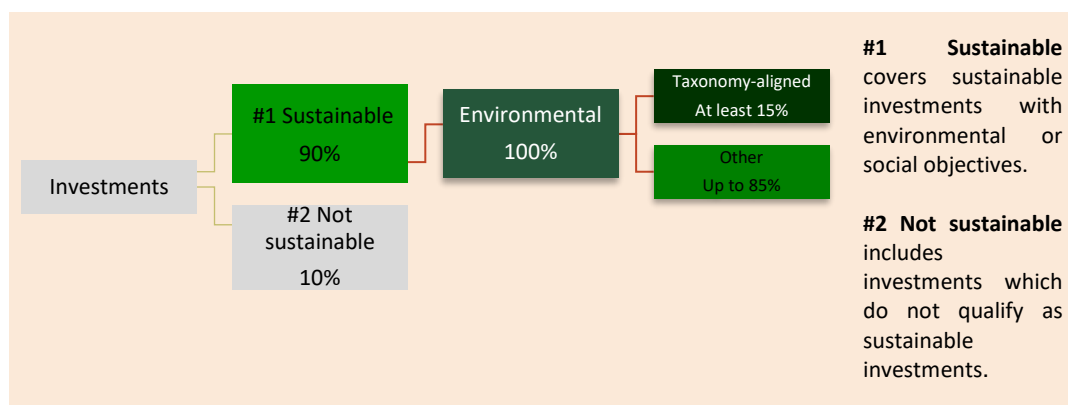 Investments
#1 Sustainable
90%
#2 Not
sustainable
10%
Environmental
100%
Taxonomy-aligned
At least 15%
Other
Up to 85%
#1 Sustainable
covers sustainable
investments with
environmental or
social objectives.
#2 Not sustainable
includes
investments which
do not qualify as
sustainable
investments.